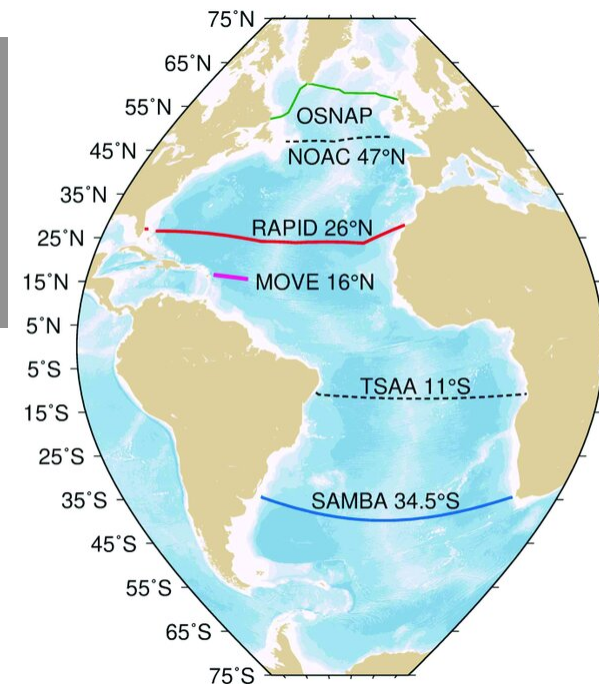 75°N
65°N
55°N
OSNAP
45°N
NOAC 47°N
35°N
RAPID 26°N
25°N
15°N
MOVE 16°N
5°N
5°S
TSAA 11°S
15°S
25°S
35°S
SAMBA 34.5°S
45°S
55°S
65°S
75°S